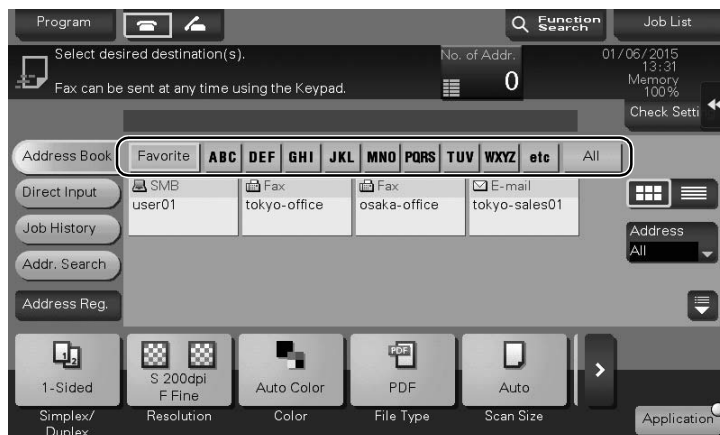 Program
Function Search
Job List
Select desired destination(s).
Fax can be sent at any time using the Keypad.
No. of Addr.
0
01/06/2015
13:31
Memory
100%
Check Setti
Address Book
Favorite ABC DEF GHI JKL MNO PQRS TUV WXYZ etc All
Direct Input
Job History
Addr. Search
Address Reg.
SMB
user01
Fax
tokyo-office
Fax
osaka-office
E-mail
tokyo-sales01
Address
All
1-Sided
Simplex/
Duplex
S 200dpi
F Fine
Resolution
Auto Color
Color
PDF
PDF
File Type
Auto
Scan Size
Application